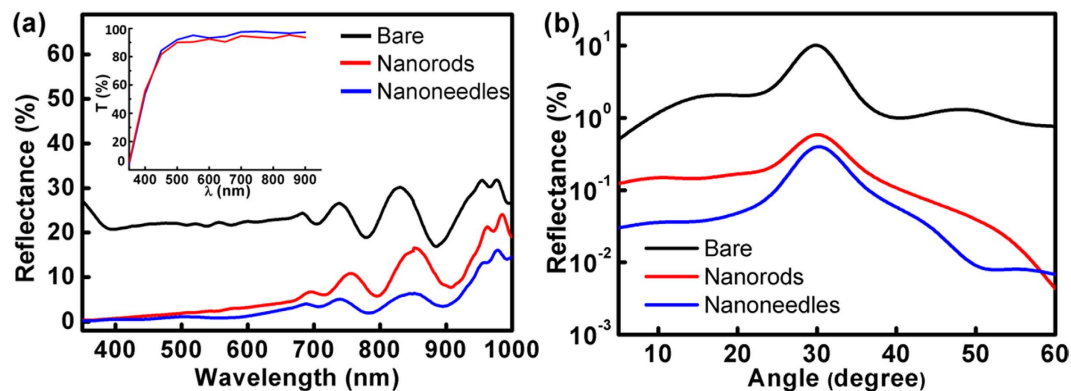 (a)
60
50
40
30
20
10
0
Reflectance (%)
400
500
600
700
800
900
1000
Wavelength (nm)
Bare
Nanorods
Nanoneedles
100
80
60
40
20
0
T (%)
400
500
600
700
800
900
λ (nm)
(b)
10^1
10^0
10^-1
10^-2
10^-3
Reflectance (%)
10
20
30
40
50
60
Angle (degree)
Bare
Nanorods
Nanoneedles